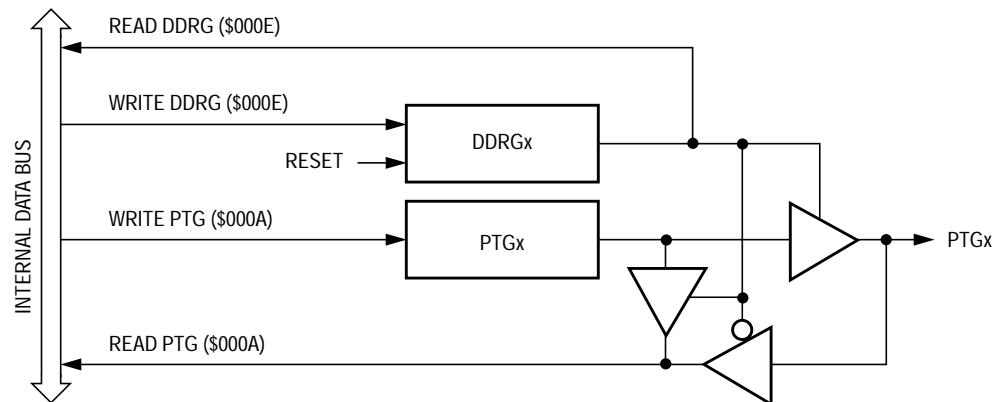 READ DDRG ($000E)
WRITE DDRG ($000E)
DDRGx
RESET
WRITE PTG ($000A)
PTGx
PTGx
READ PTG ($000A)
INTERNAL DATA BUS